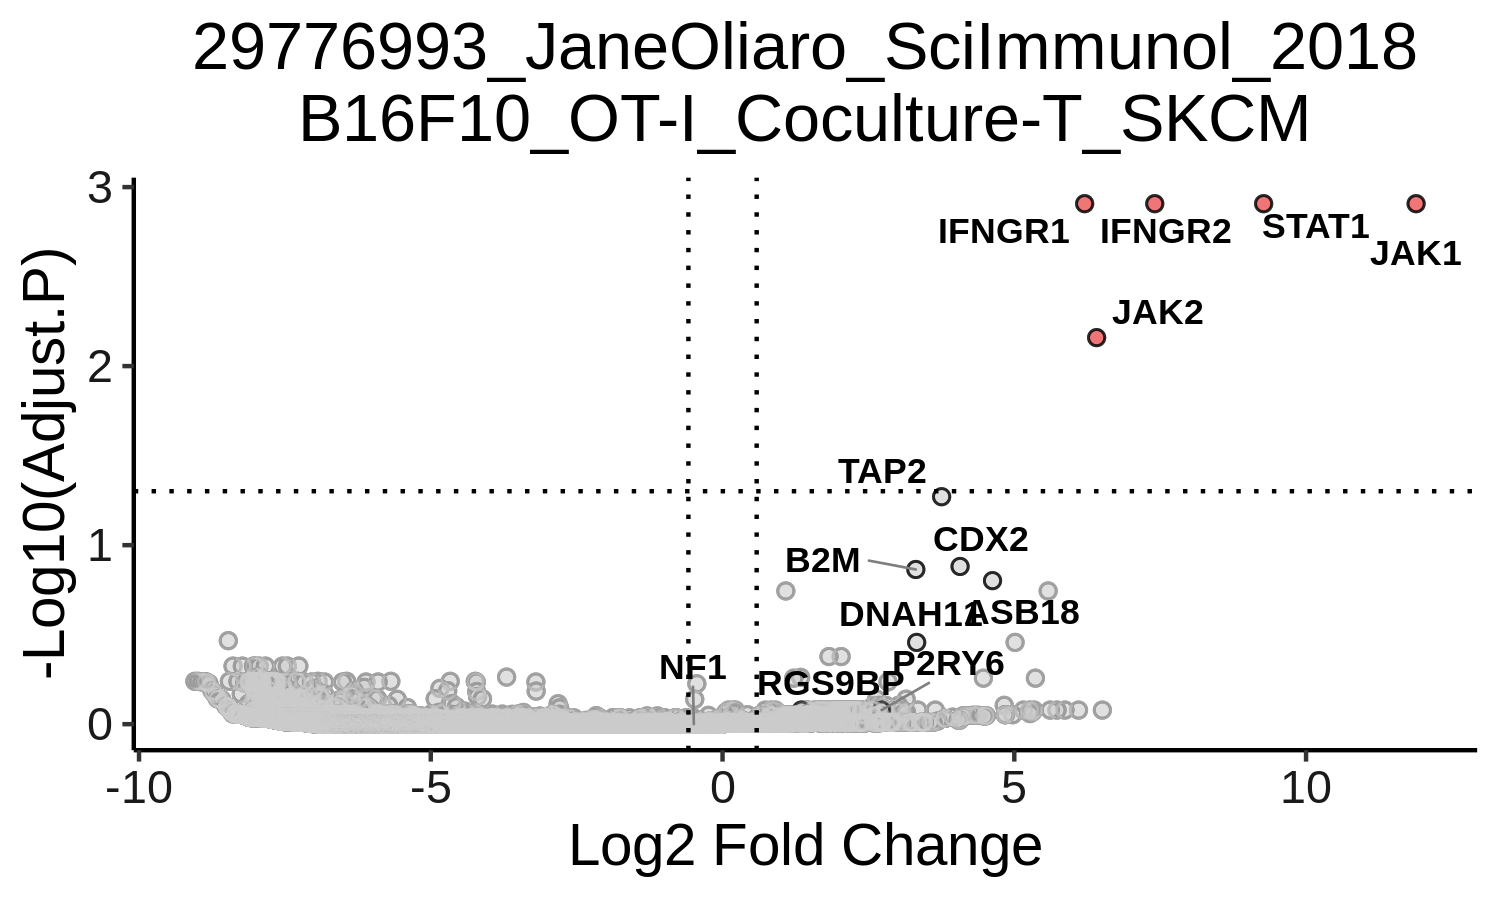 29776993_JaneOliaro_SciImmunol_2018
B16F10_OT-I_Coculture-T_SKCM
-Log10(Adjust.P)
3
2
1
0
IFNGR1
IFNGR2
STAT1
JAK1
JAK2
TAP2
CDX2
B2M
DNAH11
ASB18
NF1
P2RY6
RGS9BP
-10
-5
0
5
10
Log2 Fold Change